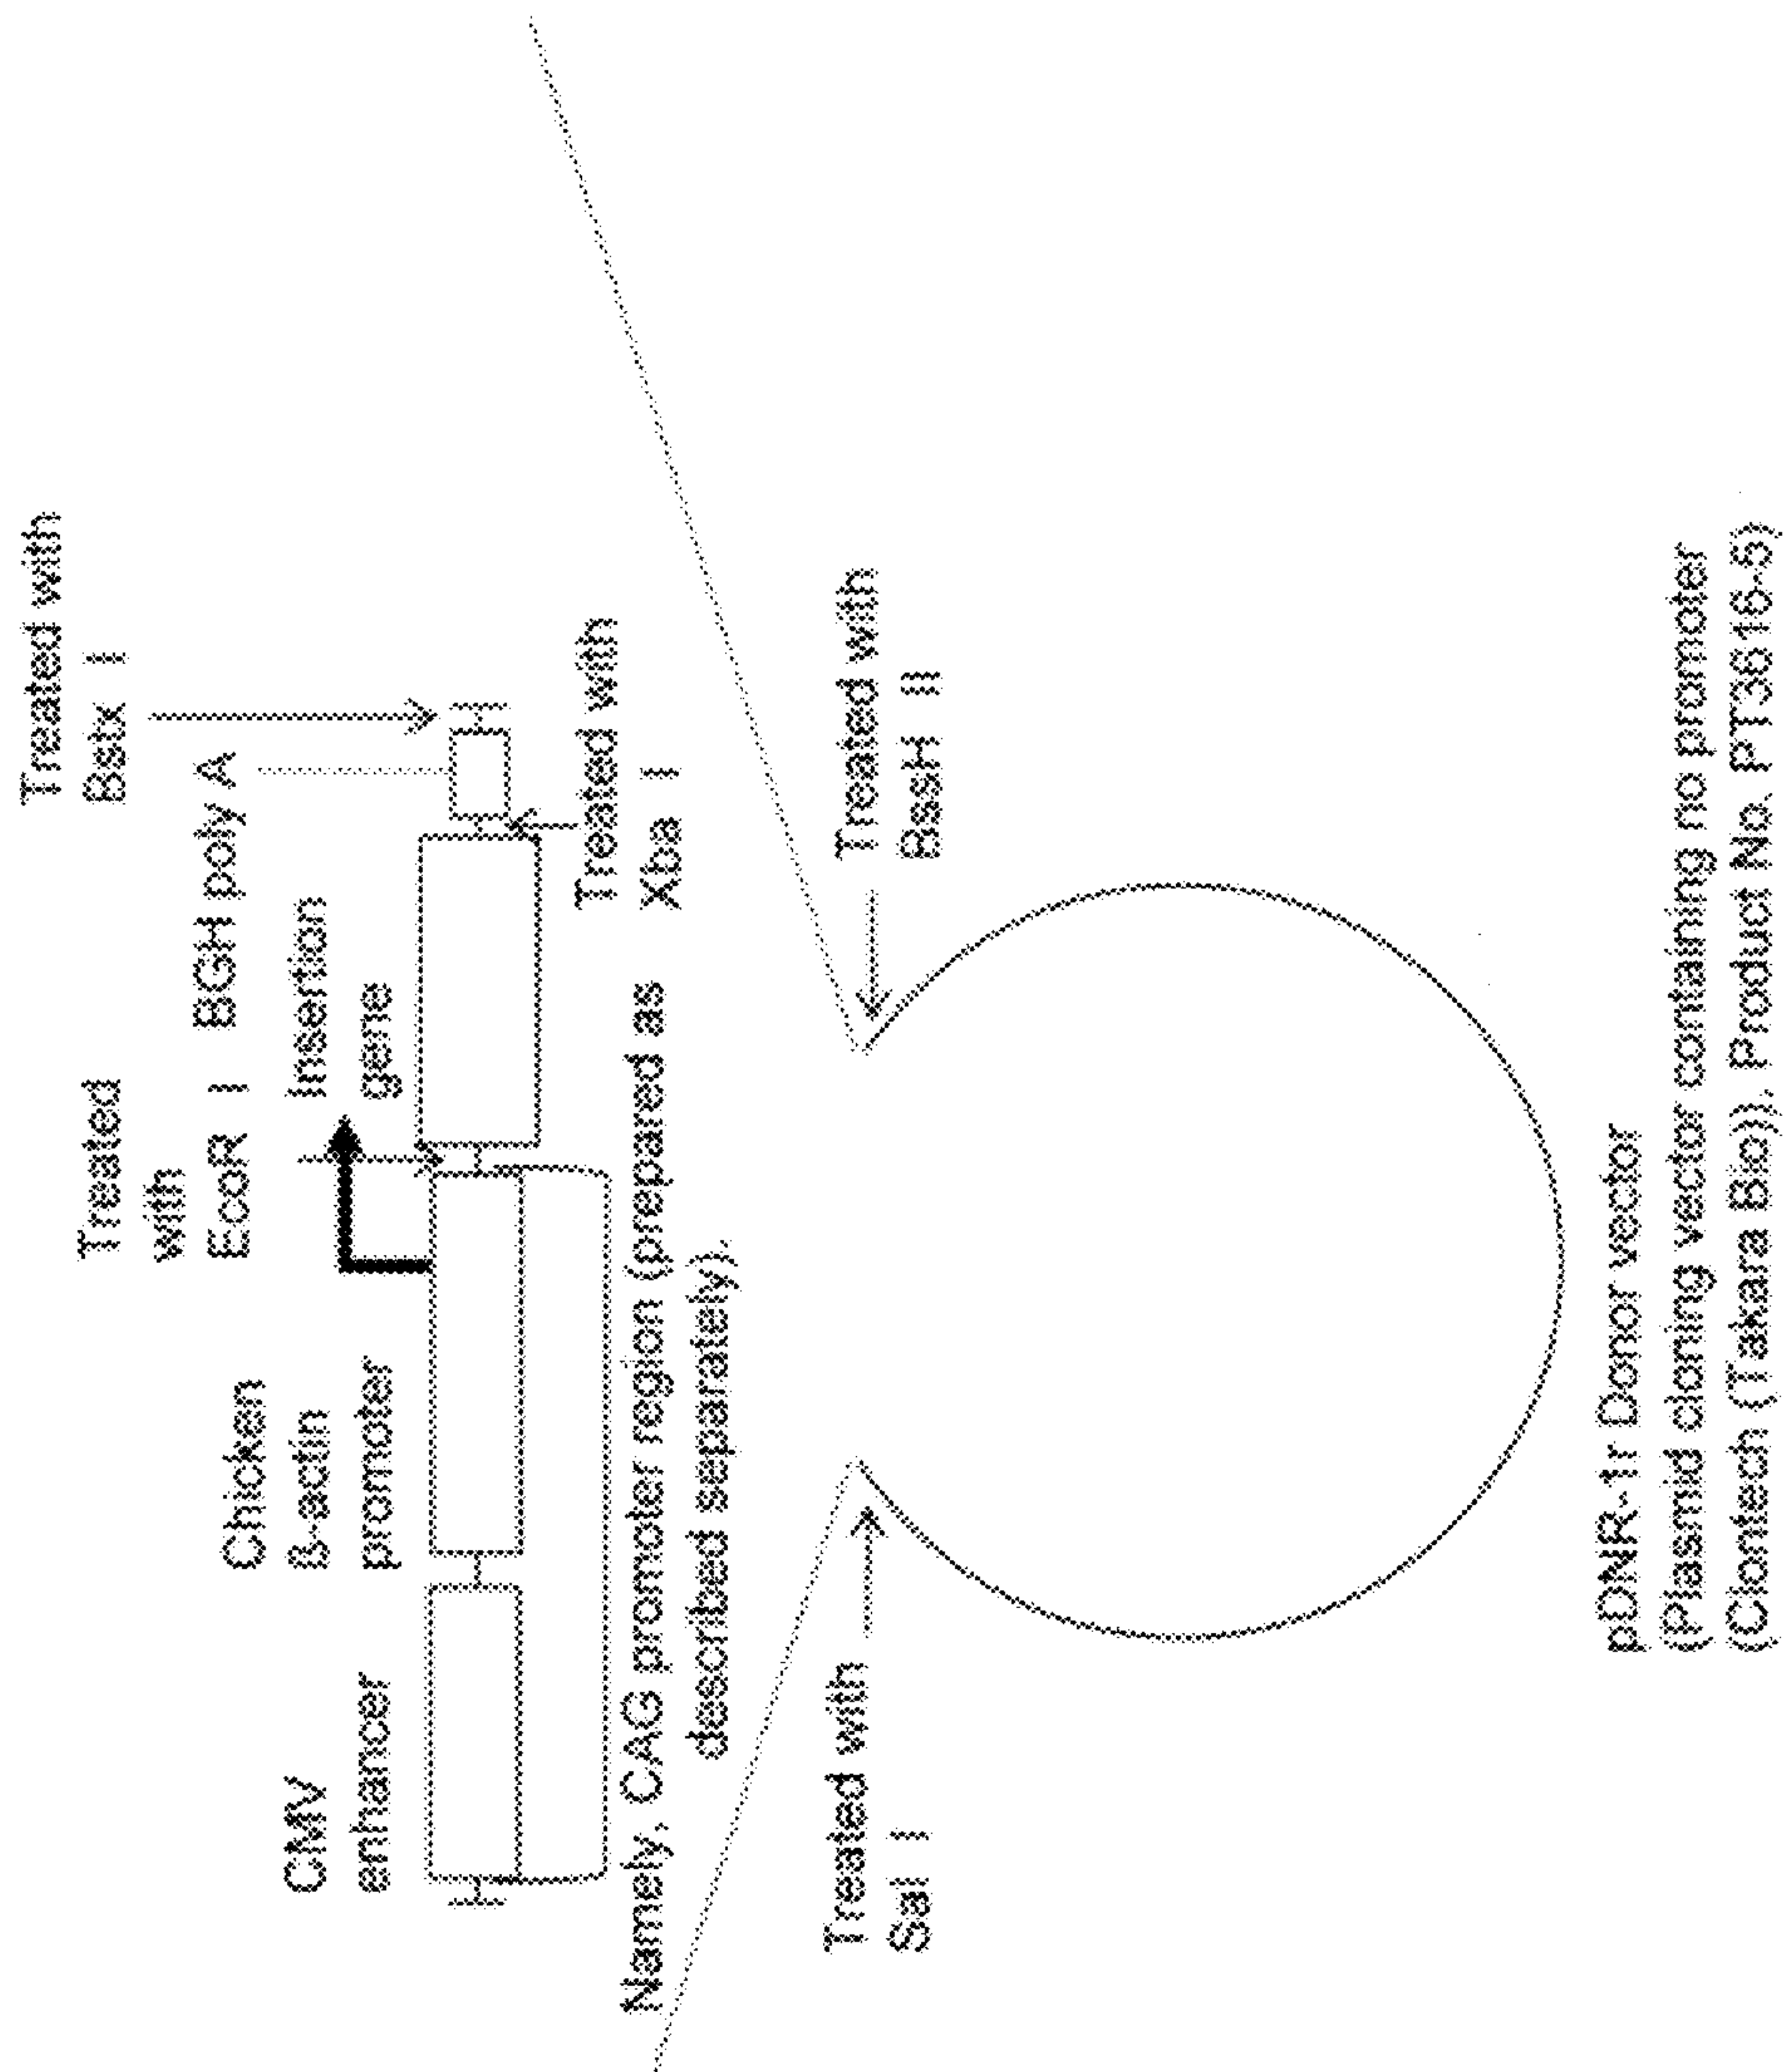 Treated with
Bstx I
Treated
with
EcoR I
BGH poly A
Insertion
gene
Chicken
ß-actin
promoter
CMV
enhancer
Treated with
Xba I
Namely, CAG promoter region (prepared as
described separately).
Treated with
Sal I
Treated with
BssH II
pDNR-1r Donor vector
(Plasmid cloning vector containing no promoter
(Clontech (Takara Bio)), Product No. PT3616-5)